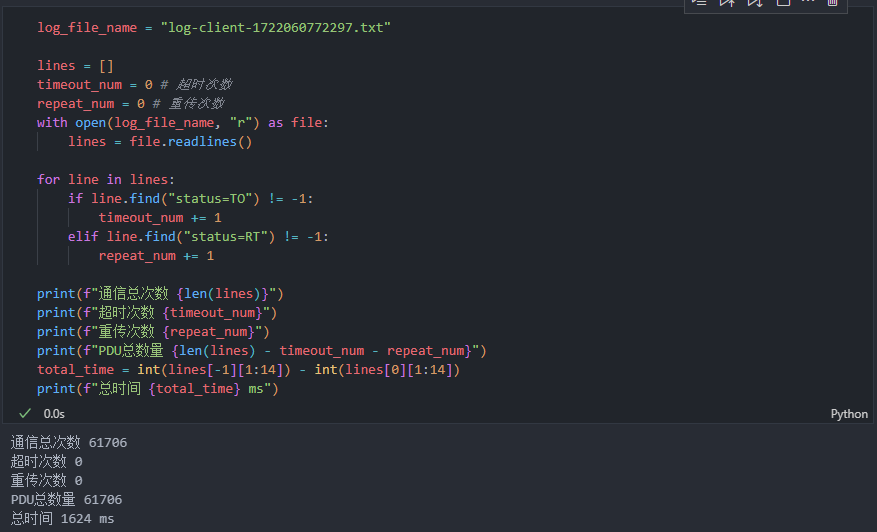 log_file_name = "log-client-1722060772297.txt"
lines = []
timeout_num = 0 # 超时次数
repeat_num = 0 # 重传次数
with open(log_file_name, "r") as file:
    lines = file.readlines()
for line in lines:
    if line.find("status=TO") != -1:
        timeout_num += 1
    elif line.find("status=RT") != -1:
        repeat_num += 1
print(f"通信总次数 {len(lines)}")
print(f"超时次数 {timeout_num}")
print(f"重传次数 {repeat_num}")
print(f"PDU总数量 {len(lines) - timeout_num - repeat_num}")
total_time = int(lines[-1][1:14]) - int(lines[0][1:14])
print(f"总时间 {total_time} ms")
0.0s
Python
通信总次数 61706
超时次数 0
重传次数 0
PDU总数量 61706
总时间 1624 ms